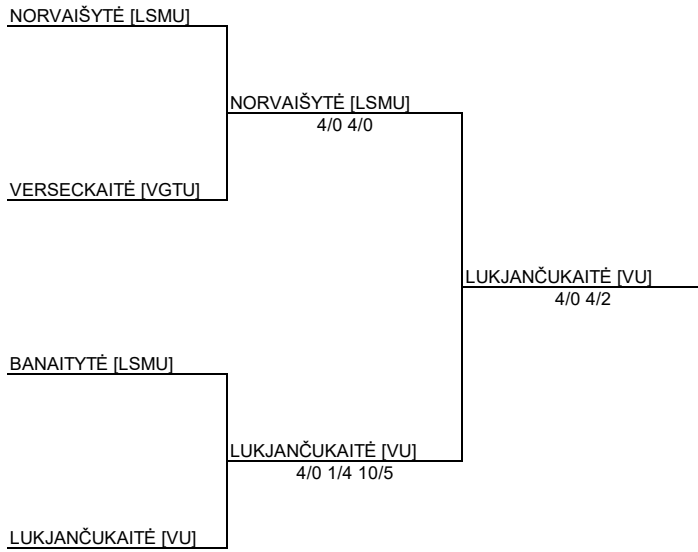 NORVAIŠYTĖ [LSMU]
NORVAIŠYTĖ [LSMU]
4/0 4/0
VERSECKAITĖ [VGTU]
LUKJANČUKAITĖ [VU]
4/0 4/2
BANAITYTĖ [LSMU]
LUKJANČUKAITĖ [VU]
4/0 1/4 10/5
LUKJANČUKAITĖ [VU]